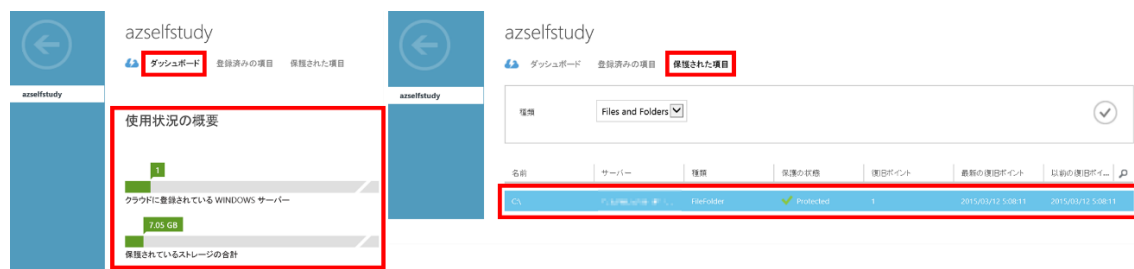 azselfstudy
ダッシュボード 登録済みの項目 保護された項目
azselfstudy
使用状況の概要
1
クラウドに登録されている WINDOWS サーバー
7.05 GB
保護されているストレージの合計
azselfstudy
ダッシュボード 登録済みの項目 保護された項目
azselfstudy
種類 Files and Folders
名前 サーバー 種類 保護の状態 復旧ポイント 最新の復旧ポイント 以前の復旧ポイ...
C:\ FileFolder Protected 1 2015/03/12 5:08:11 2015/03/12 5:08:11